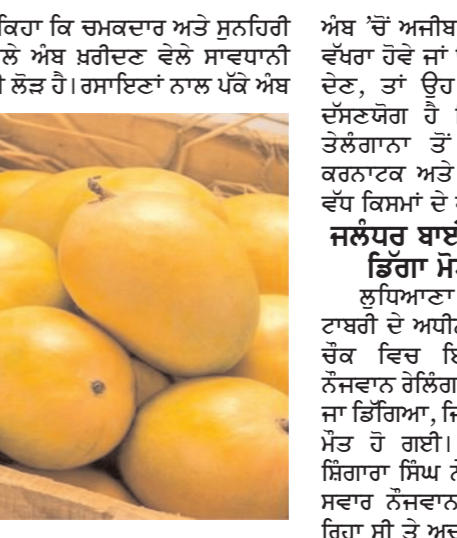 ਕਿਹਾ ਕਿ ਚਮਕਦਾਰ ਅਤੇ ਸੁਨਹਿਰੀ
ਲੇ ਅੰਬ ਖ਼ਰੀਦਣ ਵੇਲੇ ਸਾਵਧਾਨੀ
ਲੋੜ ਹੈ। ਰਸਾਇਣਾਂ ਨਾਲ ਪੱਕੇ ਅੰਬ
ਅੰਬ ’ਚੋਂ ਅਜੀਬ
ਵੱਖਰਾ ਹੋਵੇ ਜਾਂ
ਦੇਣ, ਤਾਂ ਉਹ
ਦੱਸਣਯੋਗ ਹੈ
ਤੇਲੰਗਾਨਾ ਤੋਂ
ਕਰਨਾਟਕ ਅਤੇ
ਵੱਧ ਕਿਸਮਾਂ ਦੇ
ਜਲੰਧਰ ਬਾਈ
ਡਿੱਗਾ ਮੋ
ਲੁਧਿਆਣਾ
ਟਾਬਰੀ ਦੇ ਅਧੀਨ
ਚੌਕ ਵਿਚ ਇ
ਨੌਜਵਾਨ ਰੇਲਿੰਗ
ਜਾ ਡਿੱਗਿਆ, ਜਿ
ਮੌਤ ਹੋ ਗਈ।
ਸ਼ਿੰਗਾਰਾ ਸਿੰਘ ਨੇ
ਸਵਾਰ ਨੌਜਵਾਨ
ਰਿਹਾ ਸੀ ਤੇ ਅਚ